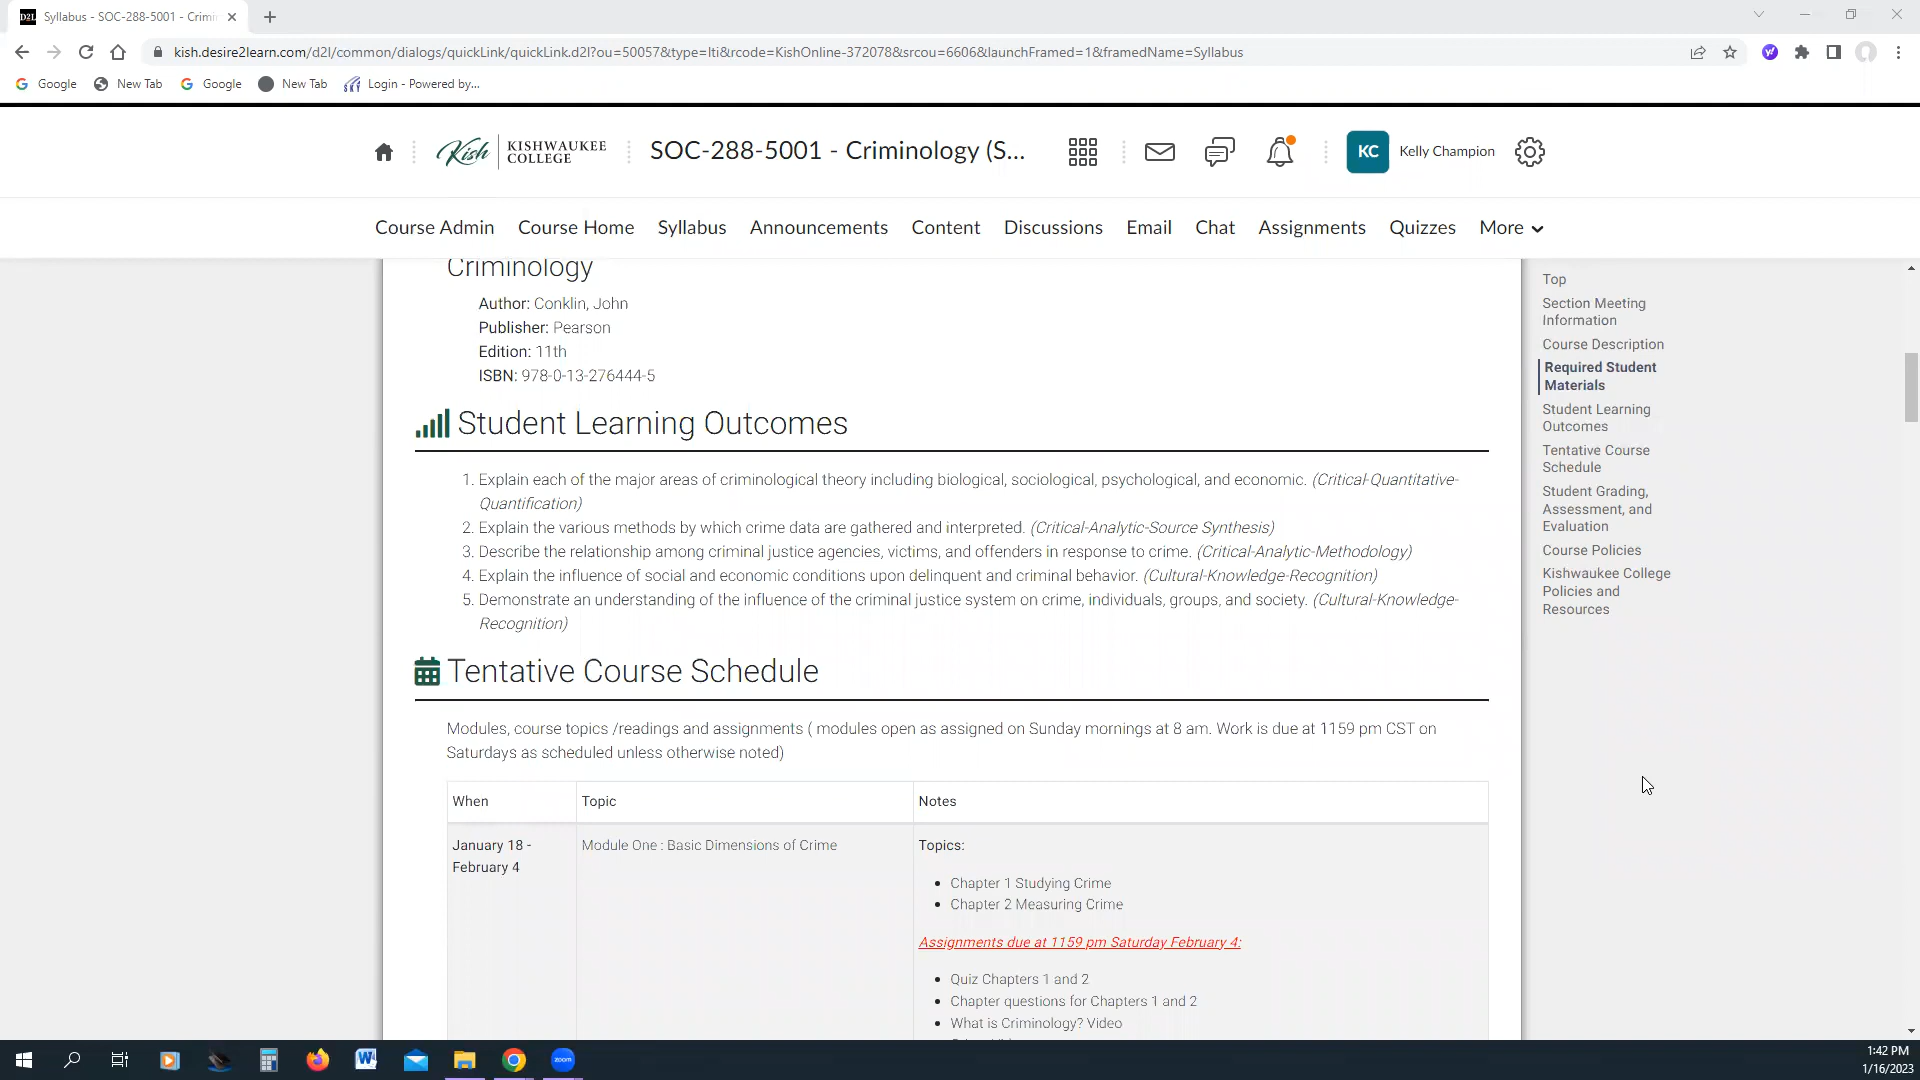 D2L Syllabus - SOC-288-5001 - Crimin
kish.desire2learn.com/d2l/common/dialogs/quickLink/quickLink.d2l?ou=50057&type=lti&rcode=KishOnline-372078&srcou=6606&launchFramed=1&framedName=Syllabus
Google New Tab Google New Tab Login - Powered by...
Kish KISHWAUKEE COLLEGE SOC-288-5001 - Criminology (S... KC Kelly Champion
Course Admin Course Home Syllabus Announcements Content Discussions Email Chat Assignments Quizzes More
Criminology
Author: Conklin, John
Publisher: Pearson
Edition: 11th
ISBN: 978-0-13-276444-5
Student Learning Outcomes
1. Explain each of the major areas of criminological theory including biological, sociological, psychological, and economic. (Critical-Quantitative-
Quantification)
2. Explain the various methods by which crime data are gathered and interpreted. (Critical-Analytic-Source Synthesis)
3. Describe the relationship among criminal justice agencies, victims, and offenders in response to crime. (Critical-Analytic-Methodology)
4. Explain the influence of social and economic conditions upon delinquent and criminal behavior. (Cultural-Knowledge-Recognition)
5. Demonstrate an understanding of the influence of the criminal justice system on crime, individuals, groups, and society. (Cultural-Knowledge-
Recognition)
Tentative Course Schedule
Modules, course topics /readings and assignments ( modules open as assigned on Sunday mornings at 8 am. Work is due at 1159 pm CST on
Saturdays as scheduled unless otherwise noted)
When Topic Notes
January 18 -
February 4
Module One : Basic Dimensions of Crime
Topics:
• Chapter 1 Studying Crime
• Chapter 2 Measuring Crime
Assignments due at 1159 pm Saturday February 4:
• Quiz Chapters 1 and 2
• Chapter questions for Chapters 1 and 2
• What is Criminology? Video
Top
Section Meeting
Information
Course Description
Required Student
Materials
Student Learning
Outcomes
Tentative Course
Schedule
Student Grading,
Assessment, and
Evaluation
Course Policies
Kishwaukee College
Policies and
Resources
zoom
1:42 PM
1/16/2023